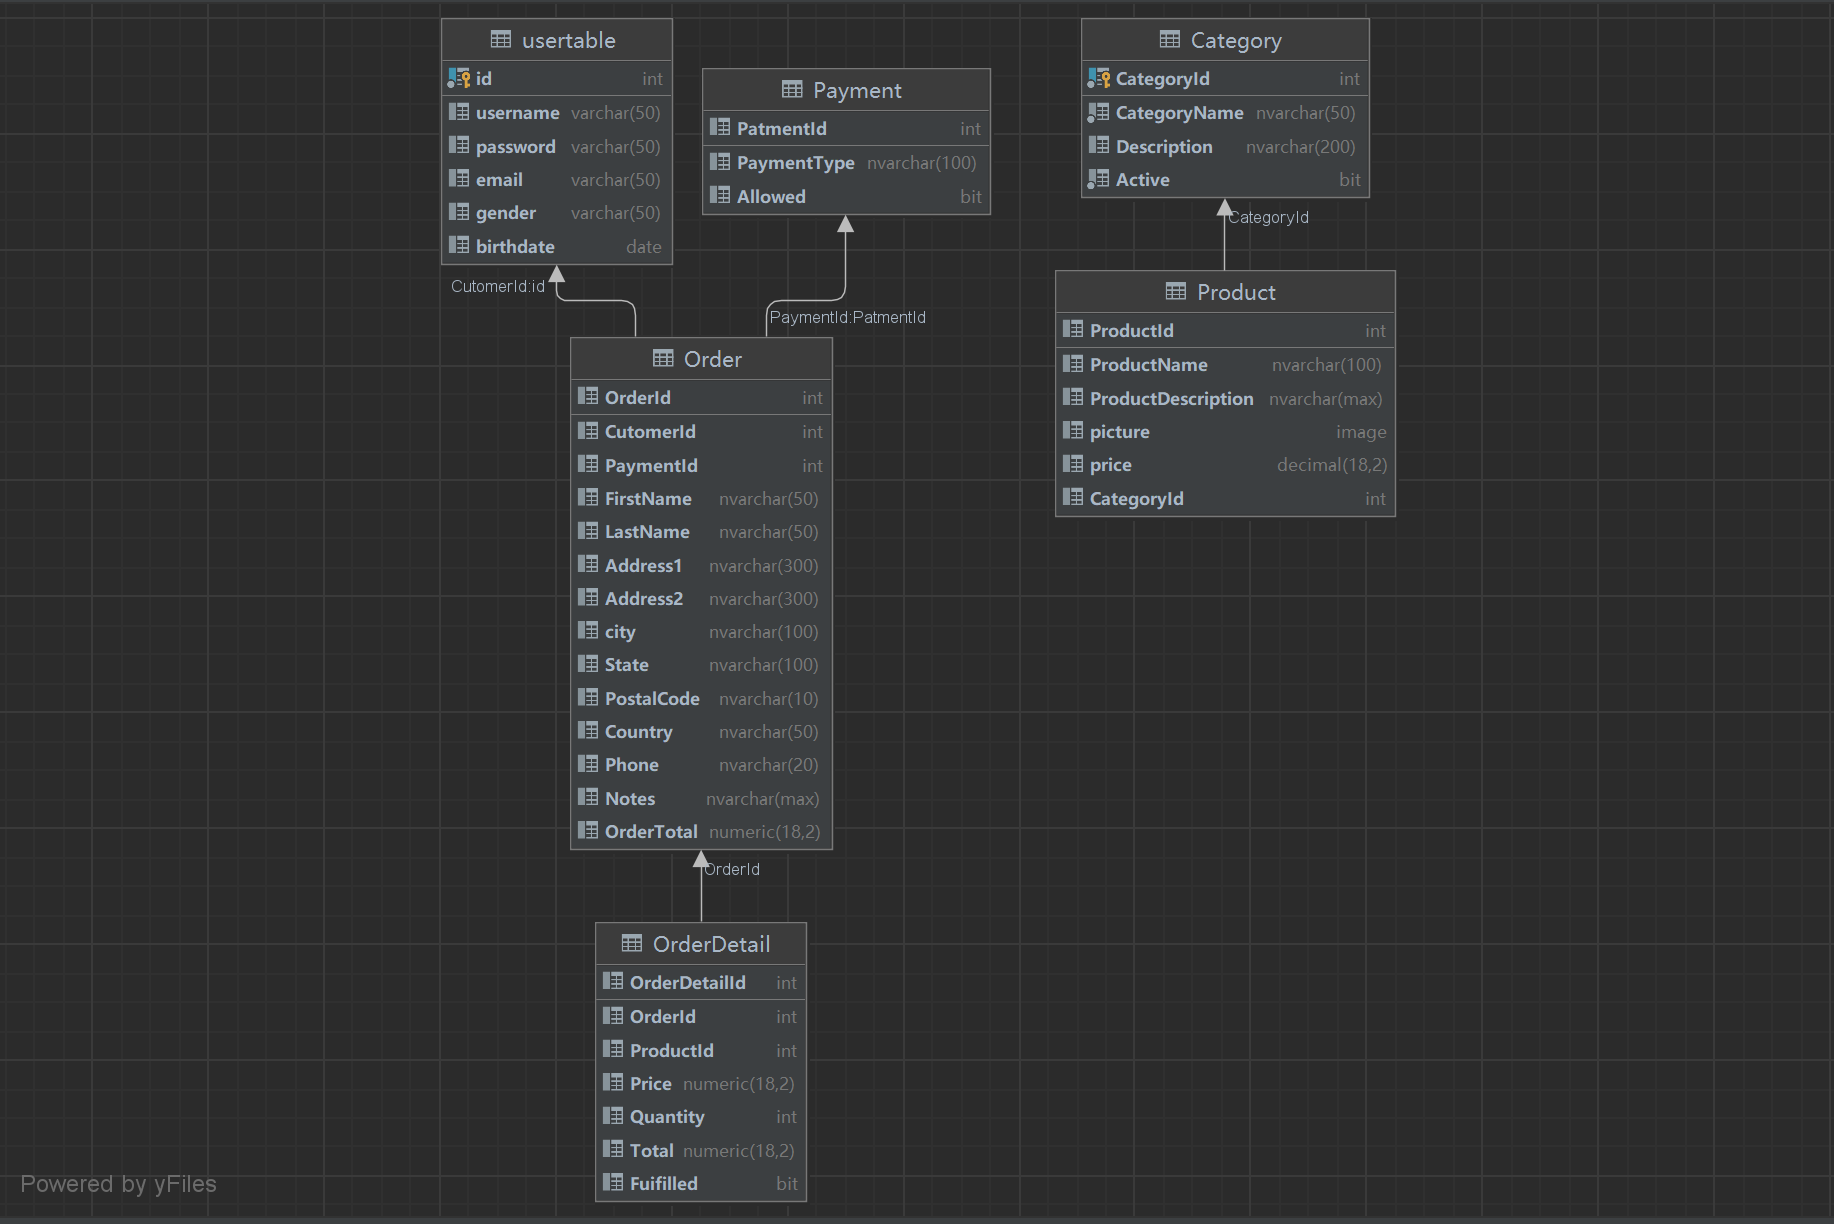 usertable
id int
username varchar(50)
password varchar(50)
email varchar(50)
gender varchar(50)
birthdate date
Payment
PatmentId int
PaymentType nvarchar(100)
Allowed bit
Category
CategoryId int
CategoryName nvarchar(50)
Description nvarchar(200)
Active bit
CutomerId:id
PaymentId:PatmentId
CategoryId
Order
OrderId int
CutomerId int
PaymentId int
FirstName nvarchar(50)
LastName nvarchar(50)
Address1 nvarchar(300)
Address2 nvarchar(300)
city nvarchar(100)
State nvarchar(100)
PostalCode nvarchar(10)
Country nvarchar(50)
Phone nvarchar(20)
Notes nvarchar(max)
OrderTotal numeric(18,2)
Product
ProductId int
ProductName nvarchar(100)
ProductDescription nvarchar(max)
picture image
price decimal(18,2)
CategoryId int
OrderId
OrderDetail
OrderDetailId int
OrderId int
ProductId int
Price numeric(18,2)
Quantity int
Total numeric(18,2)
Fuifilled bit
Powered by yFiles